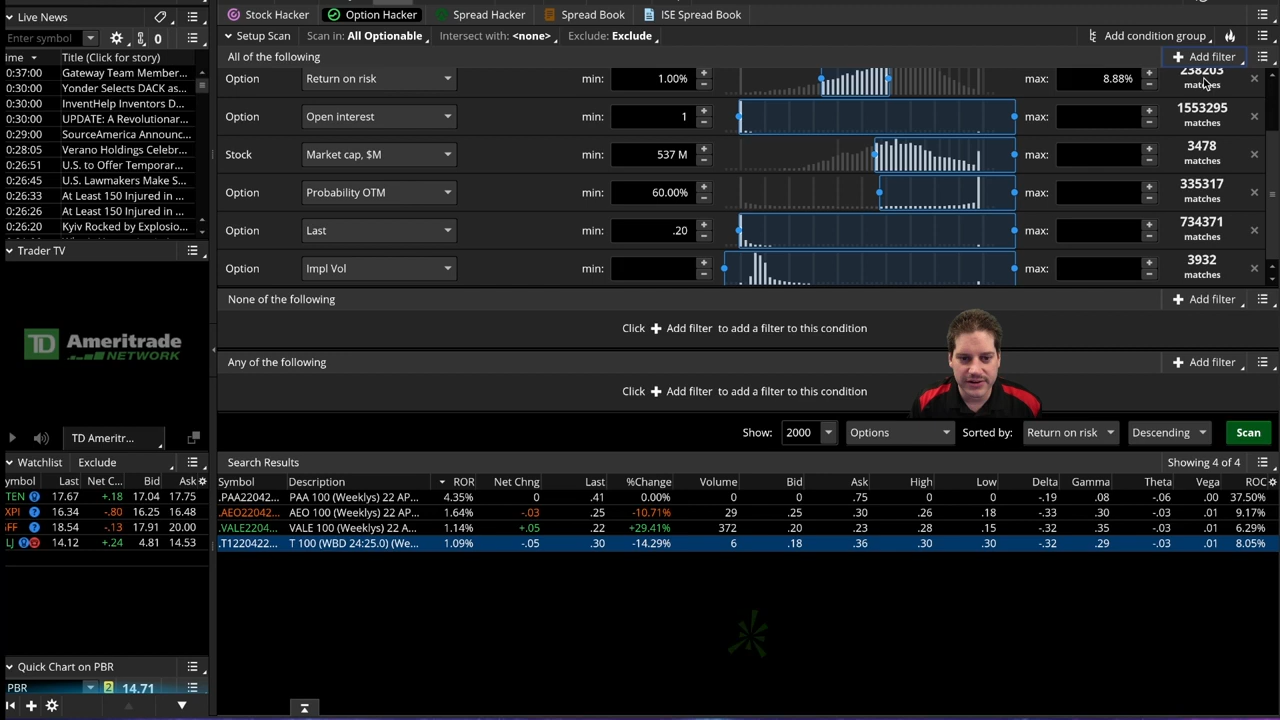 Live News
Enter symbol
0
ime Title (Click for story)
0:37:00 Gateway Team Member...
0:30:00 Yonder Selects DACK as...
0:30:00 InventHelp Inventors D...
0:30:00 UPDATE: A Revolutionar...
0:29:00 SourceAmerica Announc...
0:28:05 Verano Holdings Celebr...
0:26:51 U.S. to Offer Temporar...
0:26:45 U.S. Lawmakers Make S...
0:26:33 At Least 150 Injured in ...
0:26:26 At Least 150 Injured in ...
0:26:20 Kyiv Rocked by Explosio...
Trader TV
TD Ameritrade
NETWORK
TD Ameritr...
Watchlist Exclude
ymbol Last Net C... Bid Ask
TEN 17.67 +.18 17.04 17.75
XPI 16.34 -.80 16.25 16.48
FF 18.54 -.13 17.91 20.00
LJ 14.12 +.24 4.81 14.53
Quick Chart on PBR
PBR 2 14.71
Stock Hacker Option Hacker Spread Hacker Spread Book ISE Spread Book
Setup Scan Scan in: All Optionable Intersect with: <none> Exclude: Exclude Add condition group
All of the following Add filter
Option Return on risk min: 1.00% max: 8.88% 238203 matches
Option Open interest min: 1 max: 1553295 matches
Stock Market cap, $M min: 537 M max: 3478 matches
Option Probability OTM min: 60.00% max: 335317 matches
Option Last min: .20 max: 734371 matches
Option Impl Vol min: max: 3932 matches
None of the following Add filter
Click + Add filter to add a filter to this condition
Any of the following Add filter
Click + Add filter to add a filter to this condition
Show: 2000 Options Sorted by: Return on risk Descending Scan
Search Results Showing 4 of 4
Symbol Description ROR Net Chng Last %Change Volume Bid Ask High Low Delta Gamma Theta Vega ROC
.PAA22042... PAA 100 (Weeklys) 22 AP... 4.35% 0 .41 0.00% 0 0 .75 0 0 -.19 .08 -.06 .00 37.50%
.AEO22042... AEO 100 (Weeklys) 22 A... 1.64% -.03 .25 -10.71% 29 .25 .30 .26 .18 -.33 .30 -.03 .01 9.17%
.VALE2204... VALE 100 (Weeklys) 22 A... 1.14% +.05 .22 +29.41% 372 .20 .23 .28 .15 -.32 .35 -.03 .01 6.29%
.T1220422... T 100 (WBD 24:25.0) (We... 1.09% -.05 .30 -14.29% 6 .18 .36 .30 .30 -.32 .29 -.03 .01 8.05%